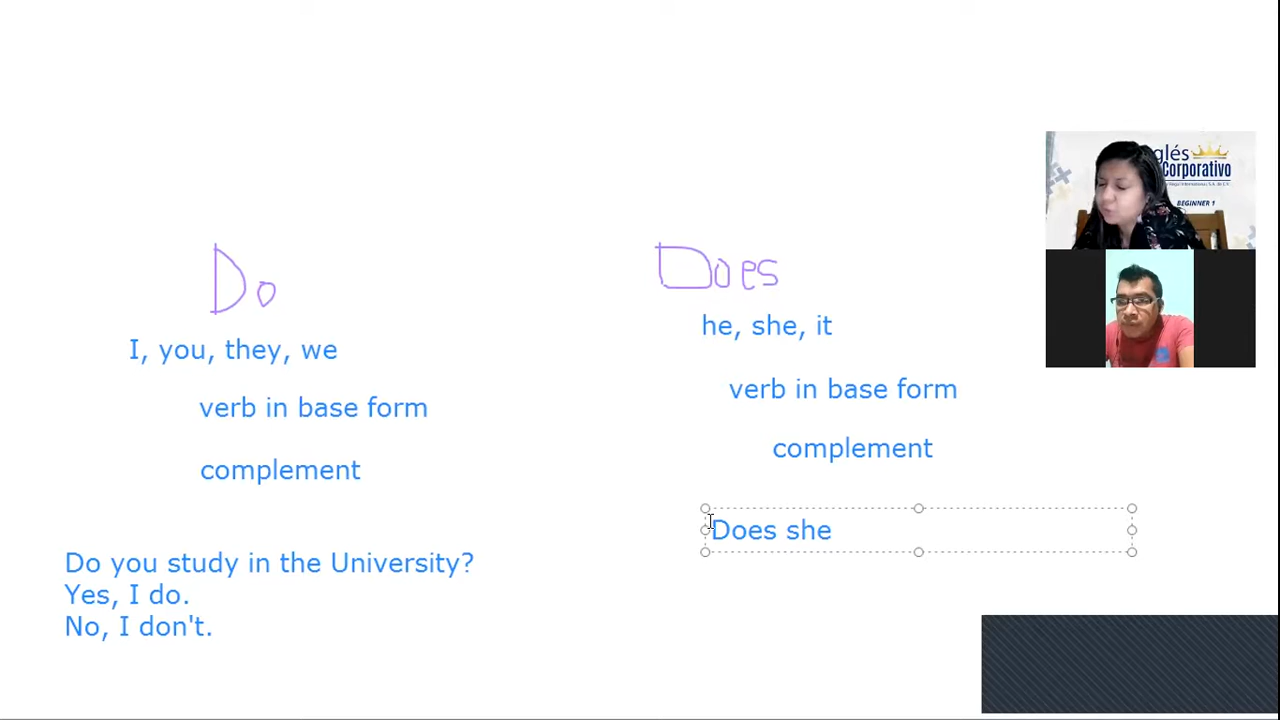 Do
I, you, they, we
verb in base form
complement
Do you study in the University?
Yes, I do.
No, I don't.
Does
he, she, it
verb in base form
complement
Does she
glés
Corporativo
BEGINNER 1